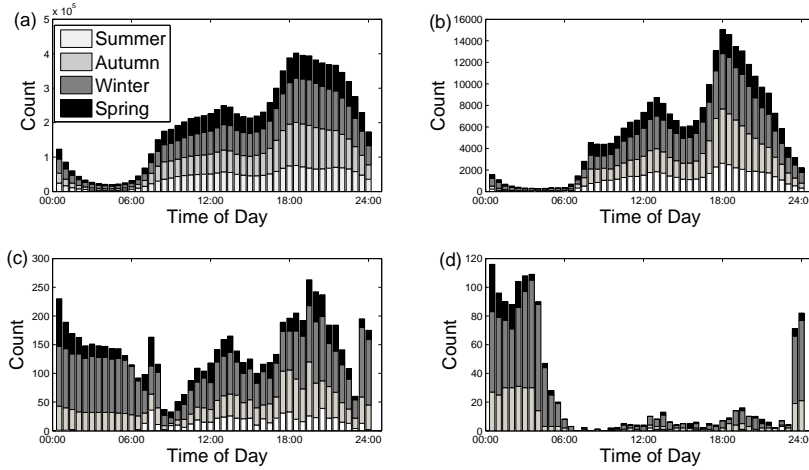 (a)
x 10⁵
5
4
3
2
1
0
Count
Summer
Autumn
Winter
Spring
00:00 06:00 12:00 18:00 24:00
Time of Day
(b)
16000
14000
12000
10000
8000
6000
4000
2000
0
Count
00:00 06:00 12:00 18:00 24:00
Time of Day
(c)
300
250
200
150
100
50
0
Count
00:00 06:00 12:00 18:00 24:00
Time of Day
(d)
120
100
80
60
40
20
0
Count
00:00 06:00 12:00 18:00 24:00
Time of Day